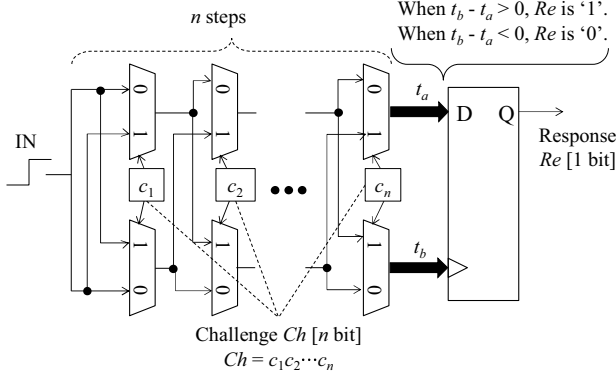 When t_b - t_a > 0, Re is ‘1’.
When t_b - t_a < 0, Re is ‘0’.
n steps
IN
0 1
0 1
0 1
t_a
D Q
Response
Re [1 bit]
c_1 c_2 ••• c_n
1 0
1 0
1 0
t_b
Challenge Ch [n bit]
Ch = c_1c_2···c_n